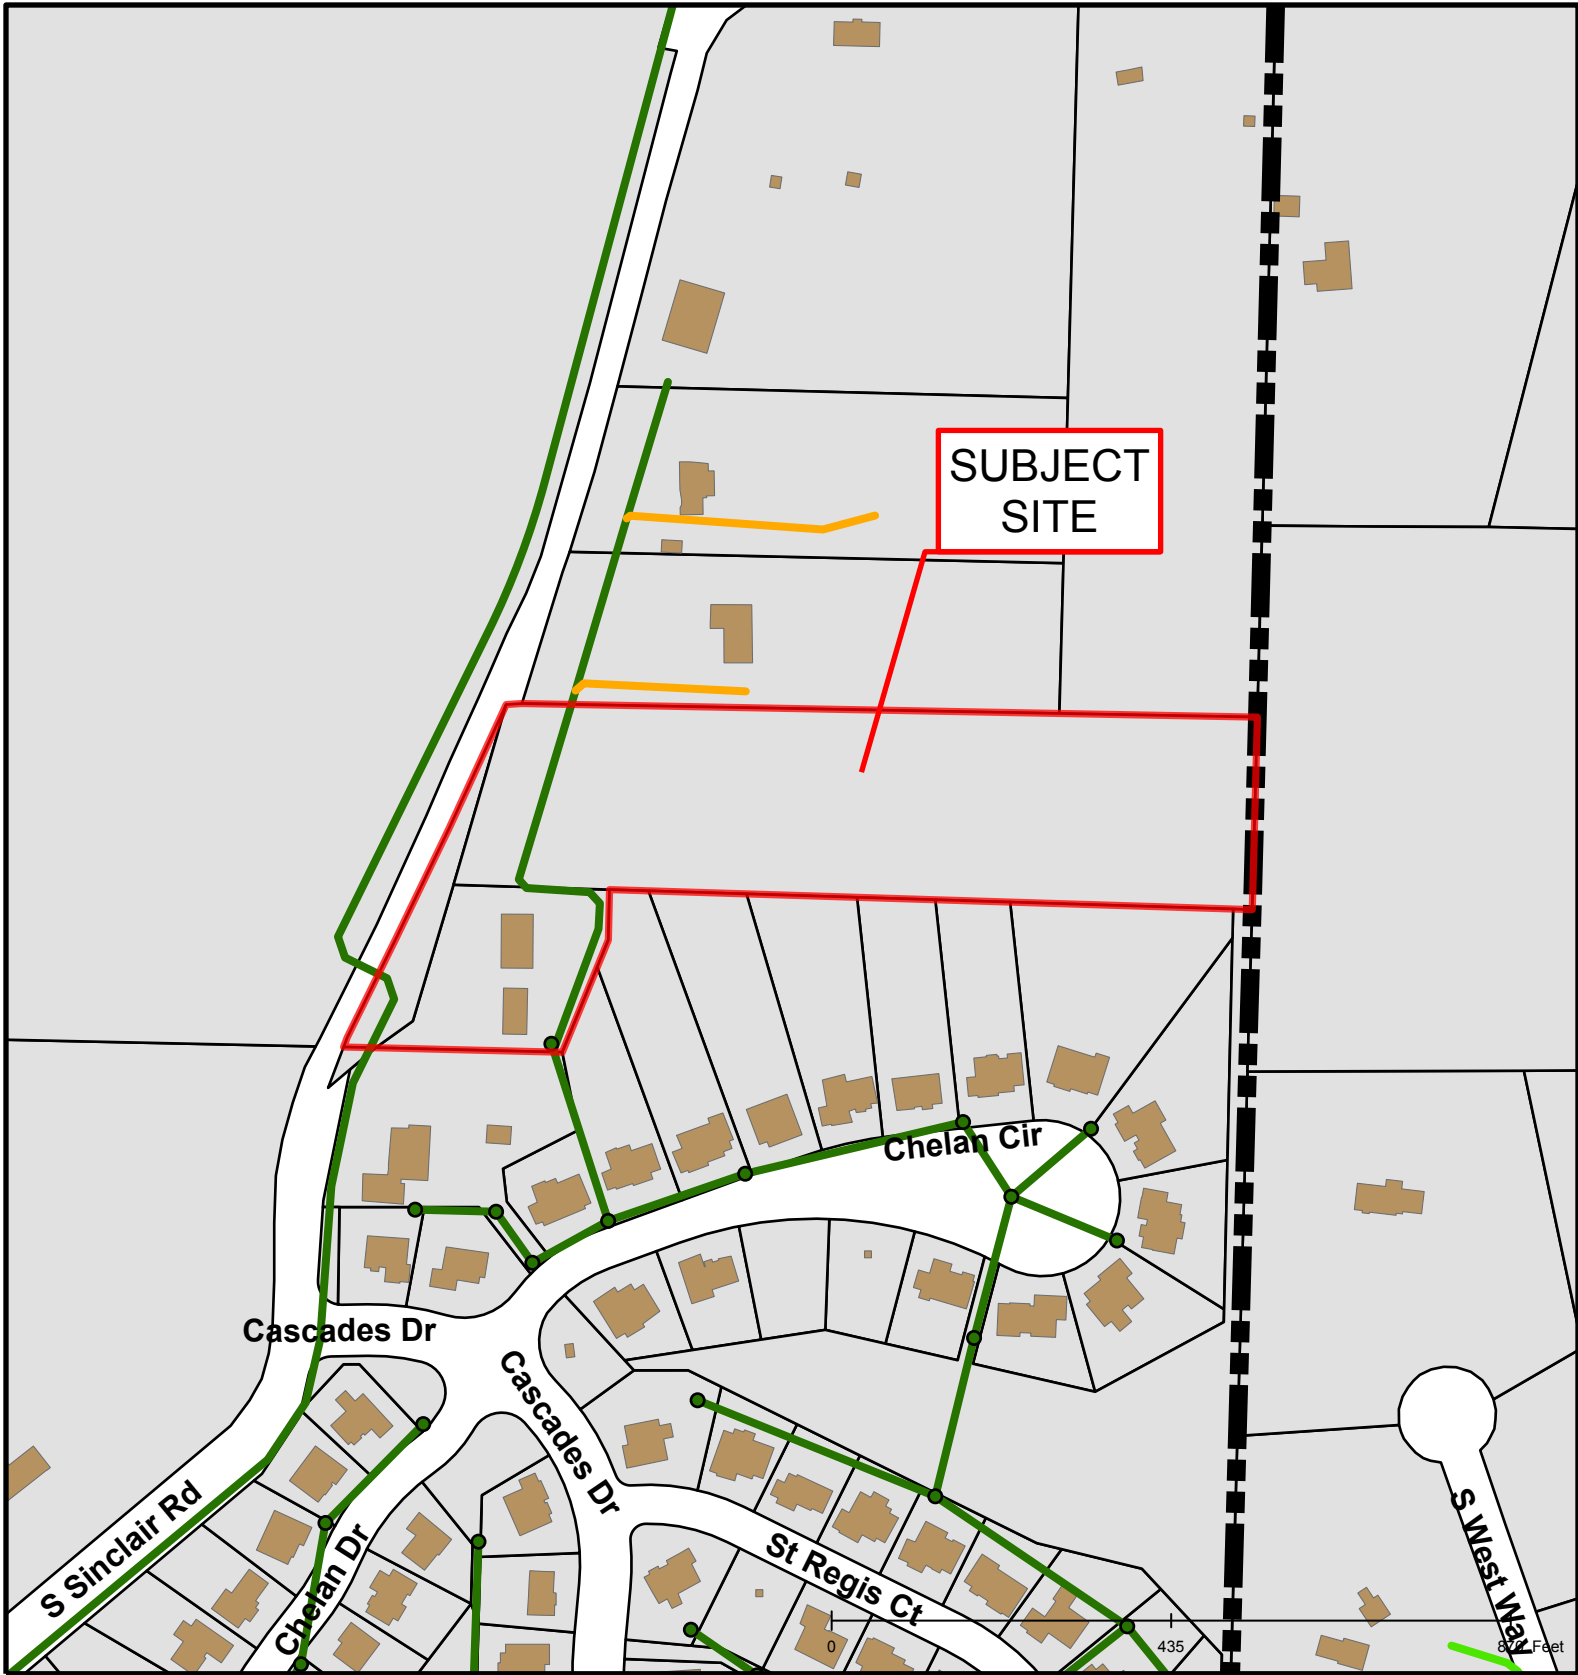 SUBJECT
SITE
Chelan Cir
Cascades Dr
Cascades Dr
S Sinclair Rd
Chelan Dr
St Regis Ct
S West Way
0 435 870 Feet